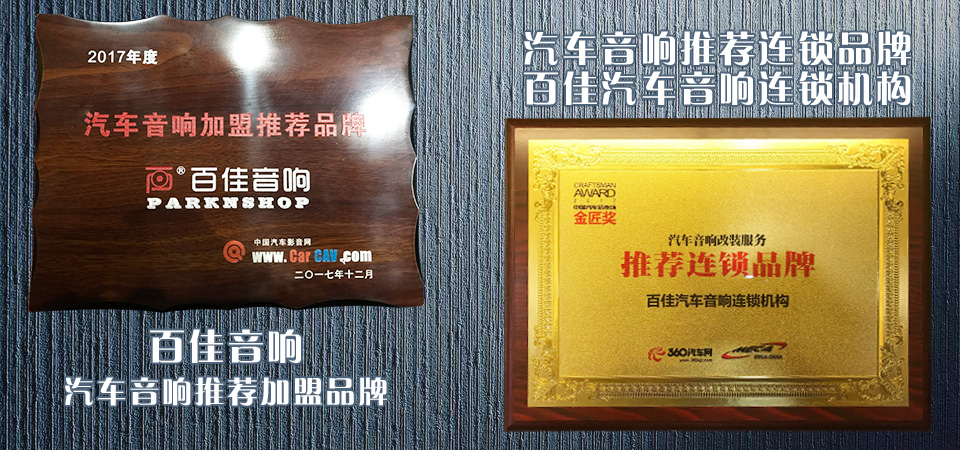 2017年度
汽车音响加盟推荐品牌
®百佳音响
PARKNSHOP
中国汽车影音网
www.CarCAV.com
二〇一七年十二月
百佳音响
汽车音响推荐加盟品牌
汽车音响推荐连锁品牌
百佳汽车音响连锁机构
CRAFTSMAN
AWARD
金匠奖
汽车音响改装服务
推荐连锁品牌
百佳汽车音响连锁机构
360汽车网